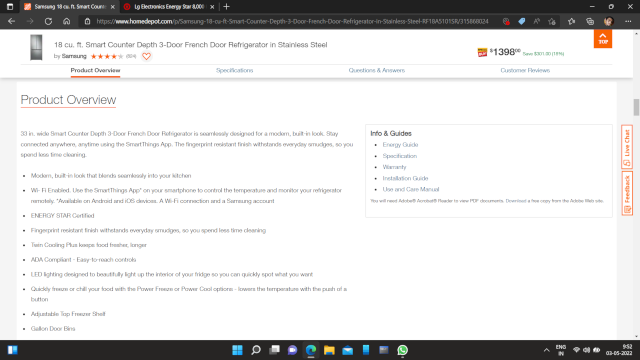 Samsung 18 cu. ft. Smart Counte
Lg Electronics Energy Star 8,000
https://www.homedepot.com/p/Samsung-18-cu-ft-Smart-Counter-Depth-3-Door-French-Door-Refrigerator-in-Stainless-Steel-RF18A5101SR/315868024
18 cu. ft. Smart Counter Depth 3-Door French Door Refrigerator in Stainless Steel
by Samsung
$139800 Save $301.00 (18%)
TOP
Product Overview
Specifications
Questions & Answers
Customer Reviews
Product Overview
33 in. wide Smart Counter Depth 3-Door French Door Refrigerator is seamlessly designed for a modern, built-in look. Stay
connected anywhere, anytime using the SmartThings App. The fingerprint resistant finish withstands everyday smudges, so you
spend less time cleaning.
• Modern, built-in look that blends seamlessly into your kitchen
• Wi-Fi Enabled. Use the SmartThings App* on your smartphone to control the temperature and monitor your refrigerator
remotely. *Available on Android and iOS devices. A Wi-Fi connection and a Samsung account
• ENERGY STAR Certified
• Fingerprint resistant finish withstands everyday smudges, so you spend less time cleaning
• Twin Cooling Plus keeps food fresher, longer
• ADA Compliant - Easy-to-reach controls
• LED lighting designed to beautifully light up the interior of your fridge so you can quickly spot what you want
• Quickly freeze or chill your food with the Power Freeze or Power Cool options - lowers the temperature with the push of a
button
• Adjustable Top Freezer Shelf
• Gallon Door Bins
Info & Guides
• Energy Guide
• Specification
• Warranty
• Installation Guide
• Use and Care Manual
You will need Adobe® Acrobat® Reader to view PDF documents. Download a free copy from the Adobe Web site.
Live Chat
Feedback
ENG
IN
9:52
03-05-2022